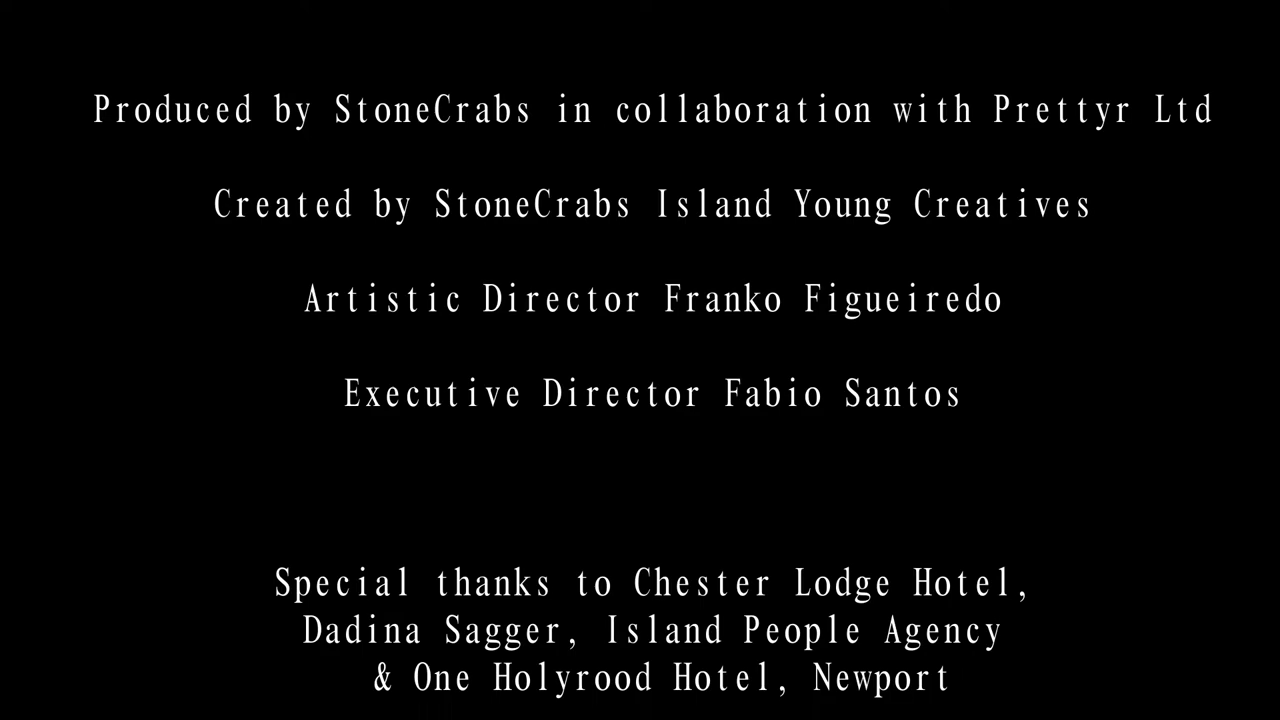 Produced by StoneCrabs in collaboration with Prettyr Ltd
Created by StoneCrabs Island Young Creatives
Artistic Director Franko Figueiredo
Executive Director Fabio Santos
Special thanks to Chester Lodge Hotel,
Dadina Sagger, Island People Agency
& One Holyrood Hotel, Newport